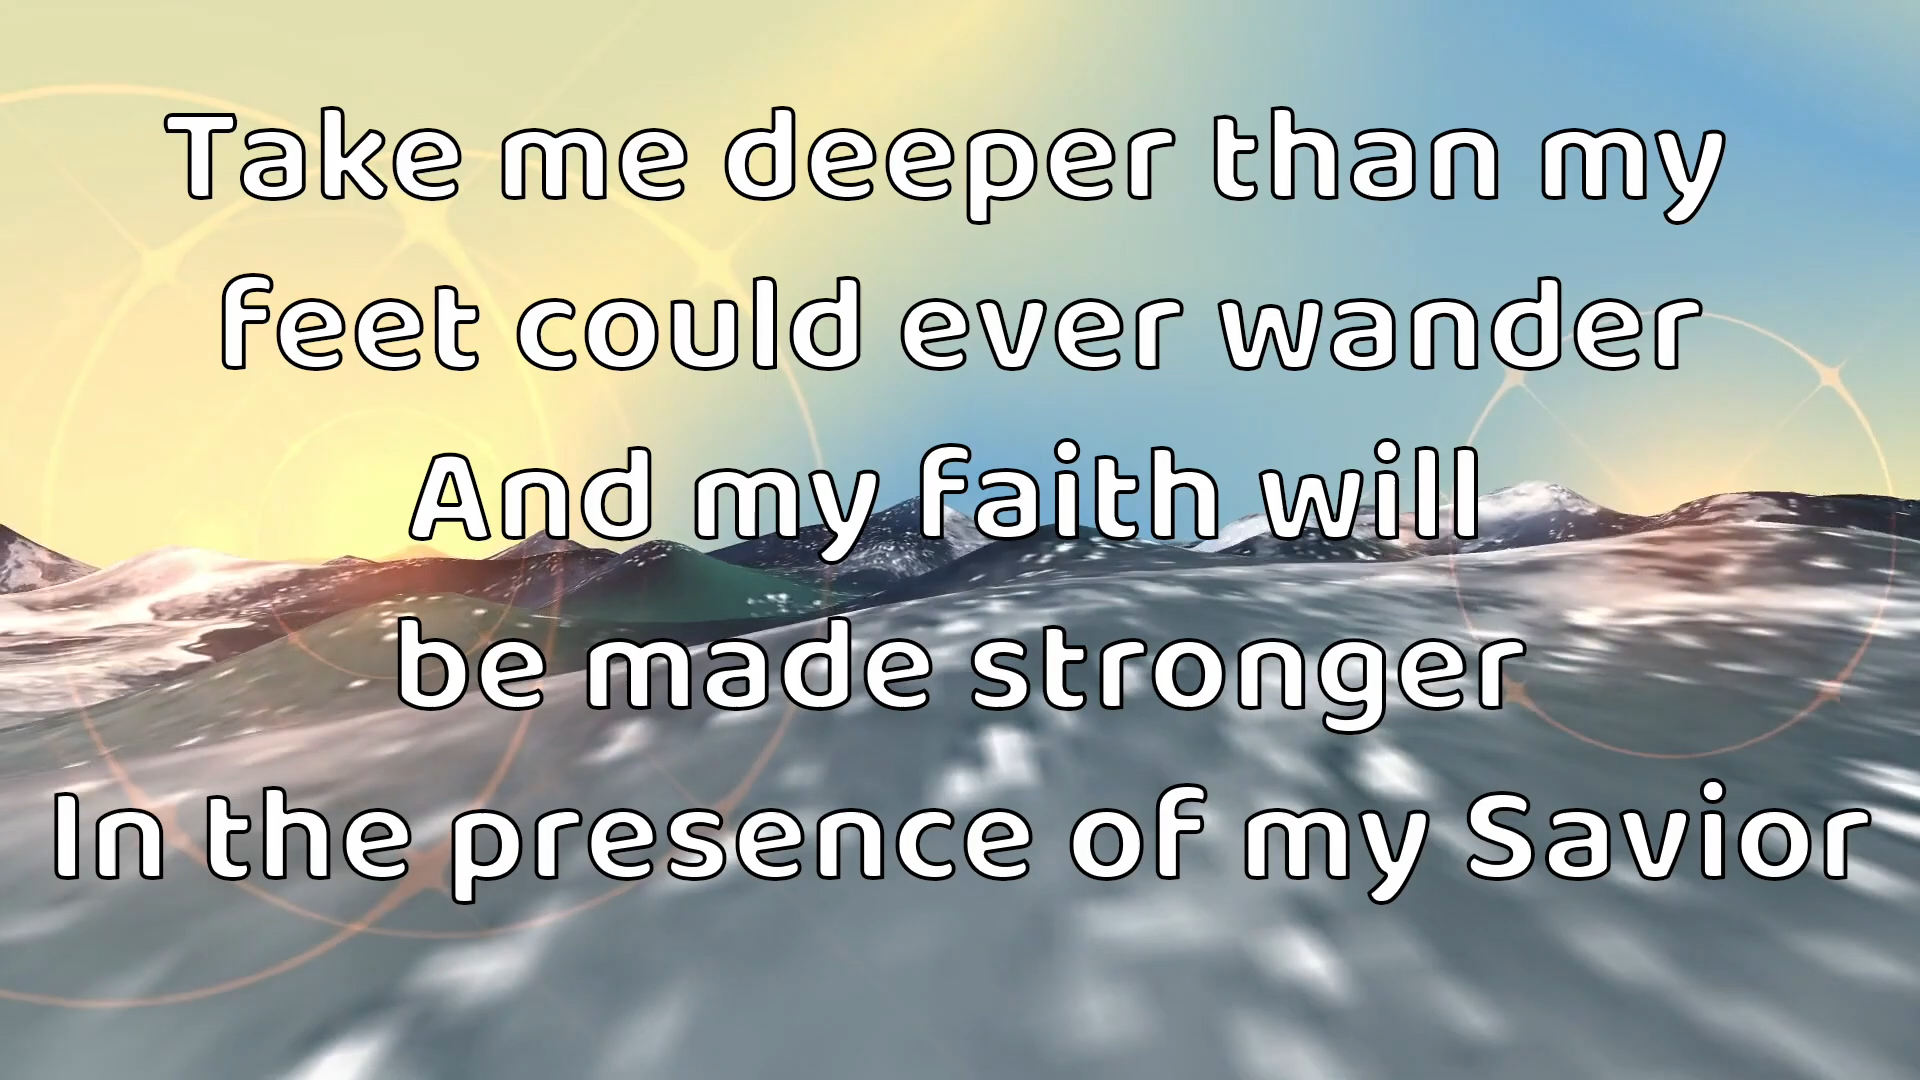 Take me deeper than my
feet could ever wander
And my faith will
be made stronger
In the presence of my Savior